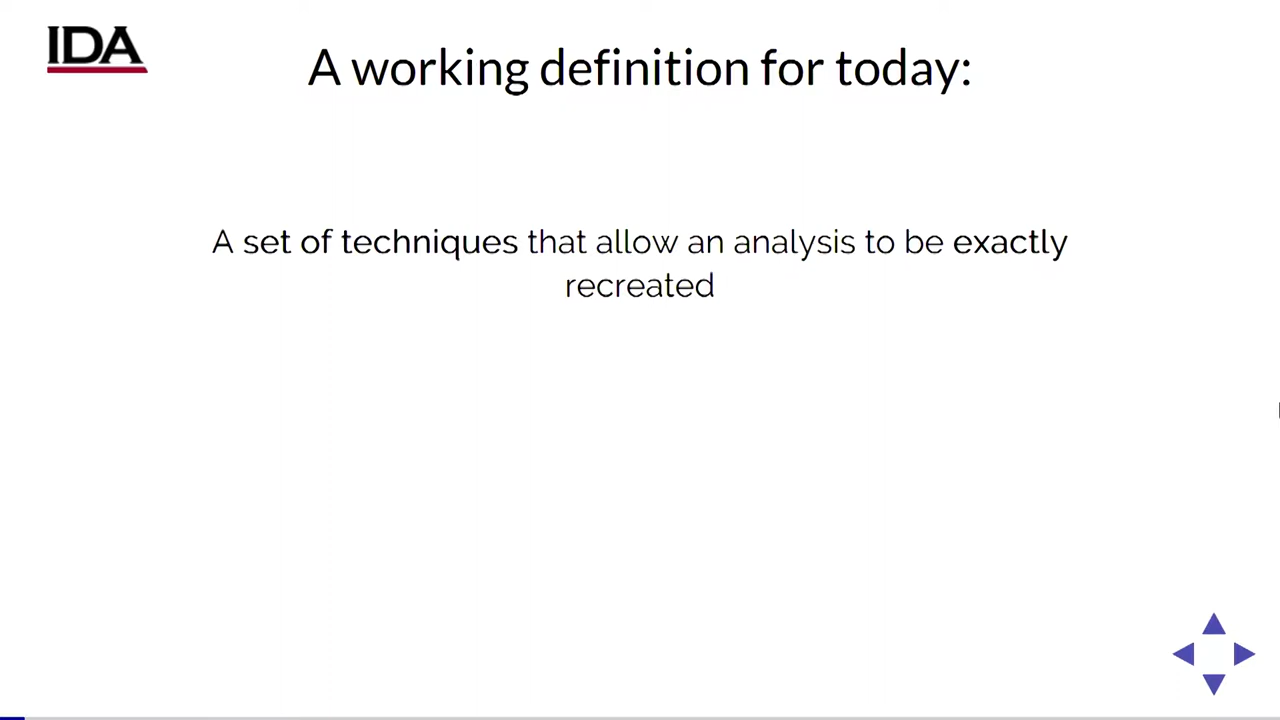 IDA
A working definition for today:
A set of techniques that allow an analysis to be exactly
recreated